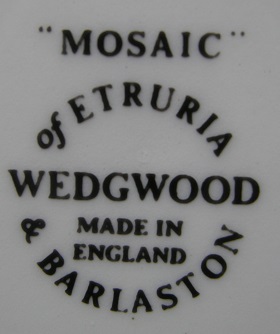 "MOSAIC"
of ETRURIA
WEDGWOOD
MADE IN
ENGLAND
& BARLASTON